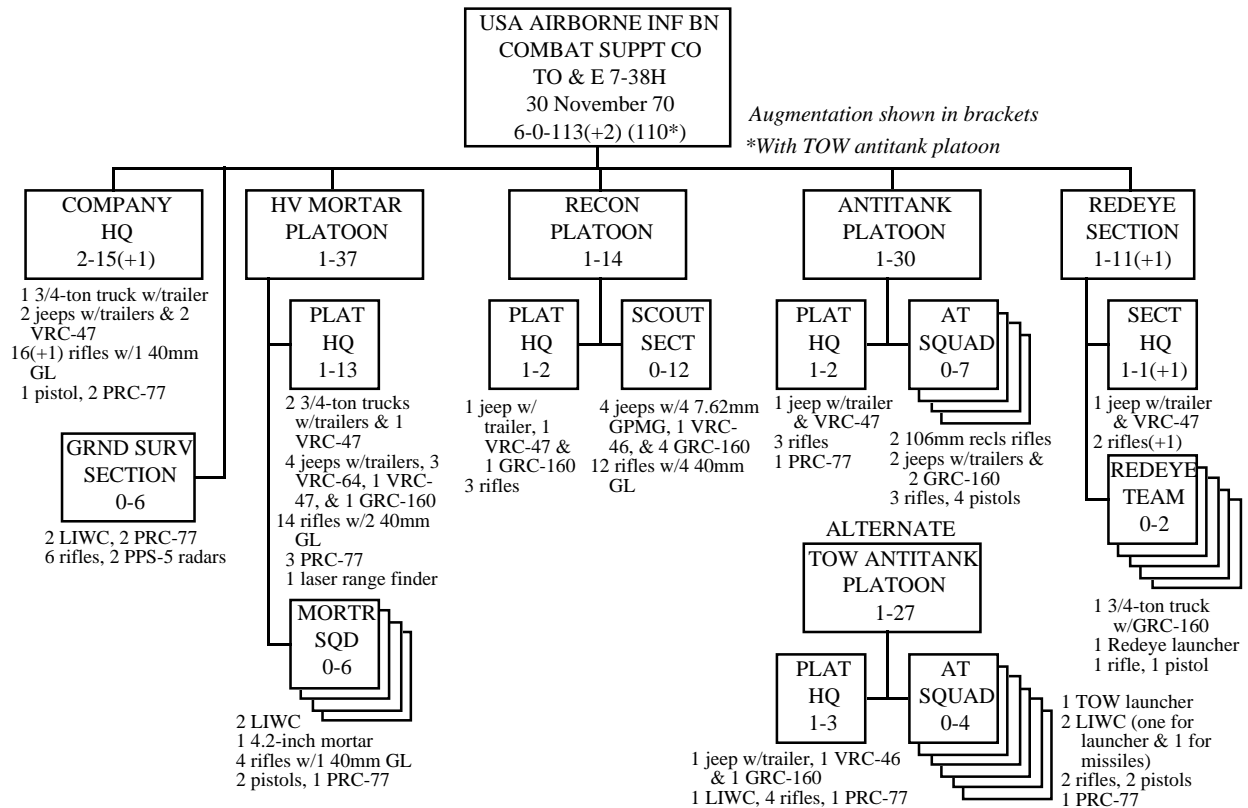 USA AIRBORNE INF BN
COMBAT SUPPT CO
TO & E 7-38H
30 November 70
6-0-113(+2) (110*)
Augmentation shown in brackets
*With TOW antitank platoon
COMPANY
HQ
2-15(+1)
1 3/4-ton truck w/trailer
2 jeeps w/trailers & 2
VRC-47
16(+1) rifles w/1 40mm
GL
1 pistol, 2 PRC-77
GRND SURV
SECTION
0-6
2 LIWC, 2 PRC-77
6 rifles, 2 PPS-5 radars
HV MORTAR
PLATOON
1-37
PLAT
HQ
1-13
2 3/4-ton trucks
w/trailers & 1
VRC-47
4 jeeps w/trailers, 3
VRC-64, 1 VRC-
47, & 1 GRC-160
14 rifles w/2 40mm
GL
3 PRC-77
1 laser range finder
MORTR
SQD
0-6
2 LIWC
1 4.2-inch mortar
4 rifles w/1 40mm GL
2 pistols, 1 PRC-77
RECON
PLATOON
1-14
PLAT
HQ
1-2
1 jeep w/
trailer, 1
VRC-47 &
1 GRC-160
3 rifles
SCOUT
SECT
0-12
4 jeeps w/4 7.62mm
GPMG, 1 VRC-
46, & 4 GRC-160
12 rifles w/4 40mm
GL
ANTITANK
PLATOON
1-30
PLAT
HQ
1-2
1 jeep w/trailer
& VRC-47
3 rifles
1 PRC-77
AT
SQUAD
0-7
2 106mm recls rifles
2 jeeps w/trailers &
2 GRC-160
3 rifles, 4 pistols
ALTERNATE
TOW ANTITANK
PLATOON
1-27
PLAT
HQ
1-3
1 jeep w/trailer, 1 VRC-46
& 1 GRC-160
1 LIWC, 4 rifles, 1 PRC-77
AT
SQUAD
0-4
1 TOW launcher
2 LIWC (one for
launcher & 1 for
missiles)
2 rifles, 2 pistols
1 PRC-77
REDEYE
SECTION
1-11(+1)
SECT
HQ
1-1(+1)
1 jeep w/trailer
& VRC-47
2 rifles(+1)
REDEYE
TEAM
0-2
1 3/4-ton truck
w/GRC-160
1 Redeye launcher
1 rifle, 1 pistol